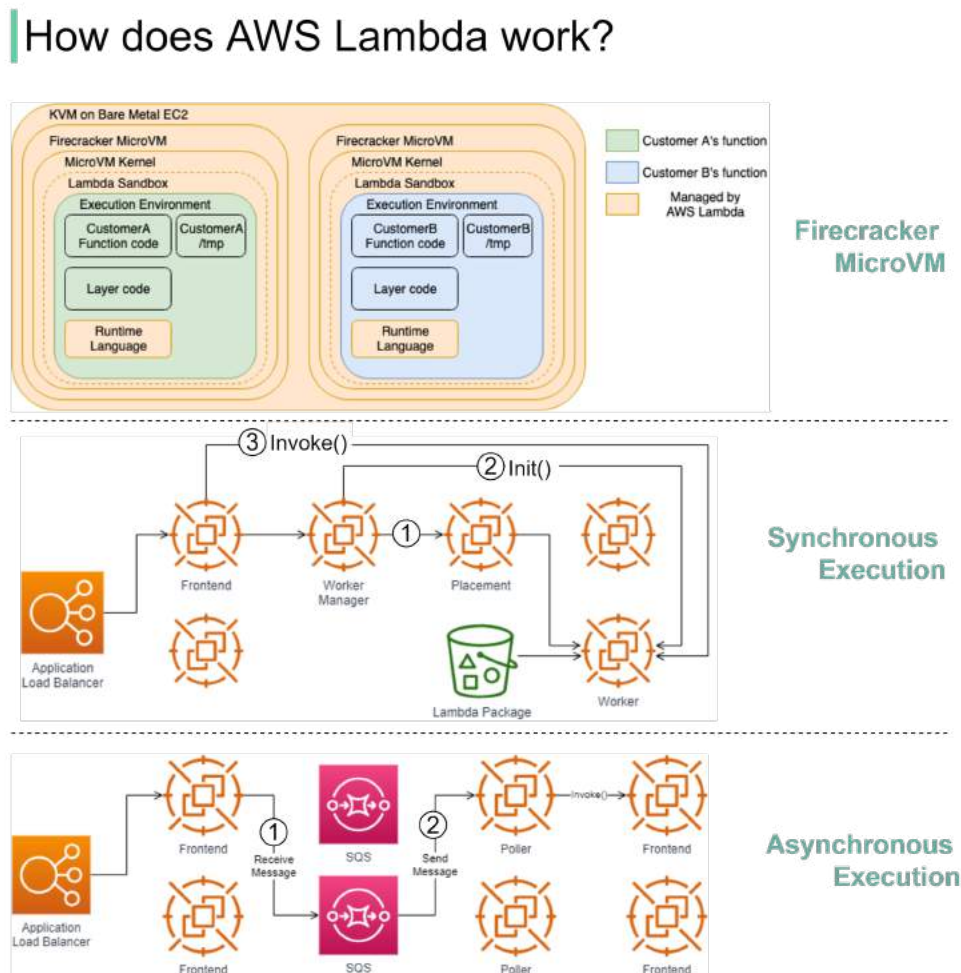 How does AWS Lambda work?
KVM on Bare Metal EC2
Firecracker MicroVM
MicroVM Kernel
Lambda Sandbox
Execution Environment
CustomerA
Function code
CustomerA
/tmp
Layer code
Runtime
Language
Firecracker MicroVM
MicroVM Kernel
Lambda Sandbox
Execution Environment
CustomerB
Function code
CustomerB
/tmp
Layer code
Runtime
Language
Customer A's function
Customer B's function
Managed by
AWS Lambda
Firecracker
MicroVM
3 Invoke()
2 Init()
1
Frontend
Worker
Manager
Placement
Application
Load Balancer
Lambda Package
Worker
Synchronous
Execution
Frontend
1
Receive
Message
SQS
2
Send
Message
Poller
Invoke()
Frontend
Application
Load Balancer
Frontend
SQS
Poller
Frontend
Asynchronous
Execution